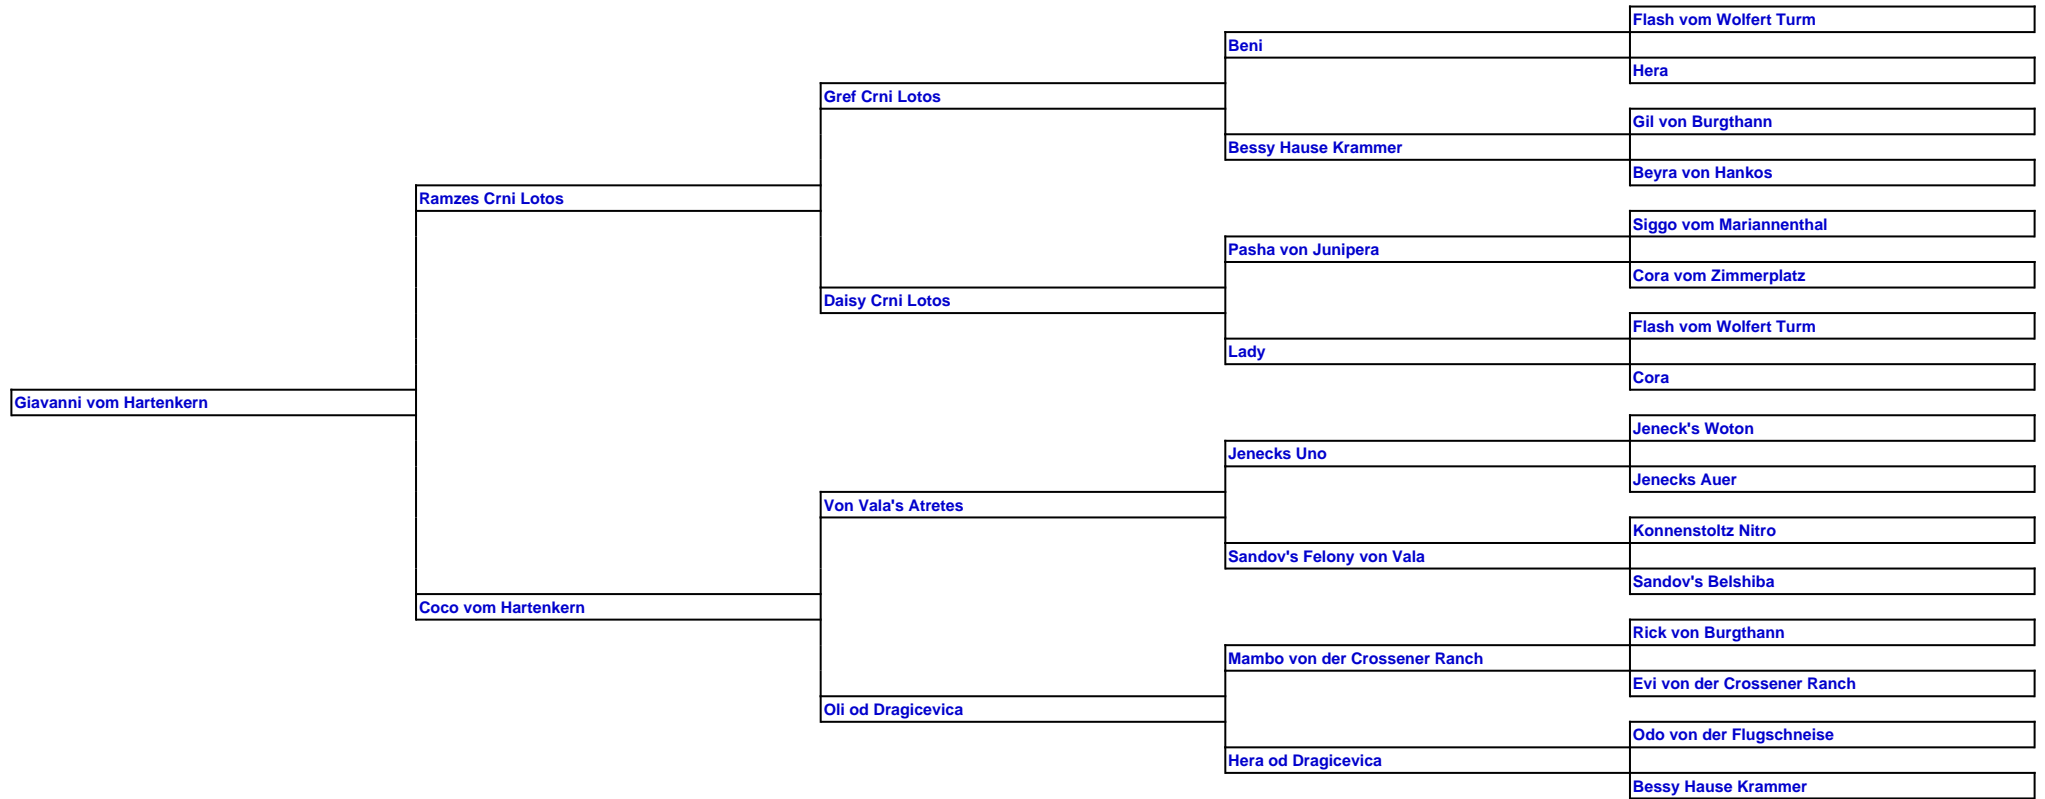 Flash vom Wolfert Turm
Beni
Hera
Gref Crni Lotos
Gil von Burgthann
Bessy Hause Krammer
Beyra von Hankos
Ramzes Crni Lotos
Siggo vom Mariannenthal
Pasha von Junipera
Cora vom Zimmerplatz
Daisy Crni Lotos
Flash vom Wolfert Turm
Lady
Cora
Giavanni vom Hartenkern
Jeneck's Woton
Jenecks Uno
Jenecks Auer
Von Vala's Atretes
Konnenstoltz Nitro
Sandov's Felony von Vala
Sandov's Belshiba
Coco vom Hartenkern
Rick von Burgthann
Mambo von der Crossener Ranch
Evi von der Crossener Ranch
Oli od Dragicevica
Odo von der Flugschneise
Hera od Dragicevica
Bessy Hause Krammer